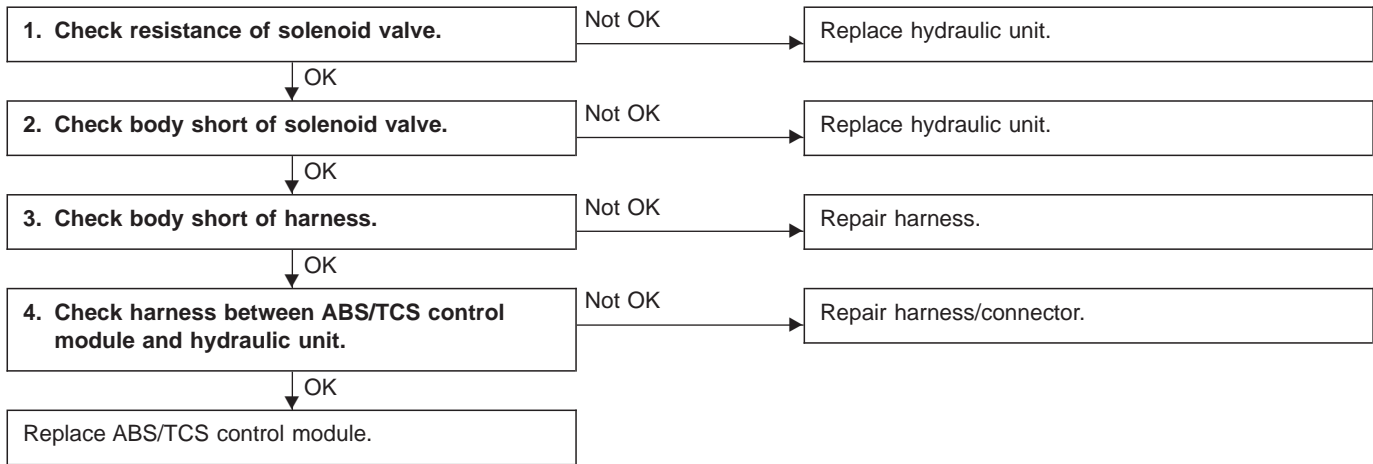 1. Check resistance of solenoid valve.
Not OK
Replace hydraulic unit.
OK
2. Check body short of solenoid valve.
Not OK
Replace hydraulic unit.
OK
3. Check body short of harness.
Not OK
Repair harness.
OK
4. Check harness between ABS/TCS control
module and hydraulic unit.
Not OK
Repair harness/connector.
OK
Replace ABS/TCS control module.